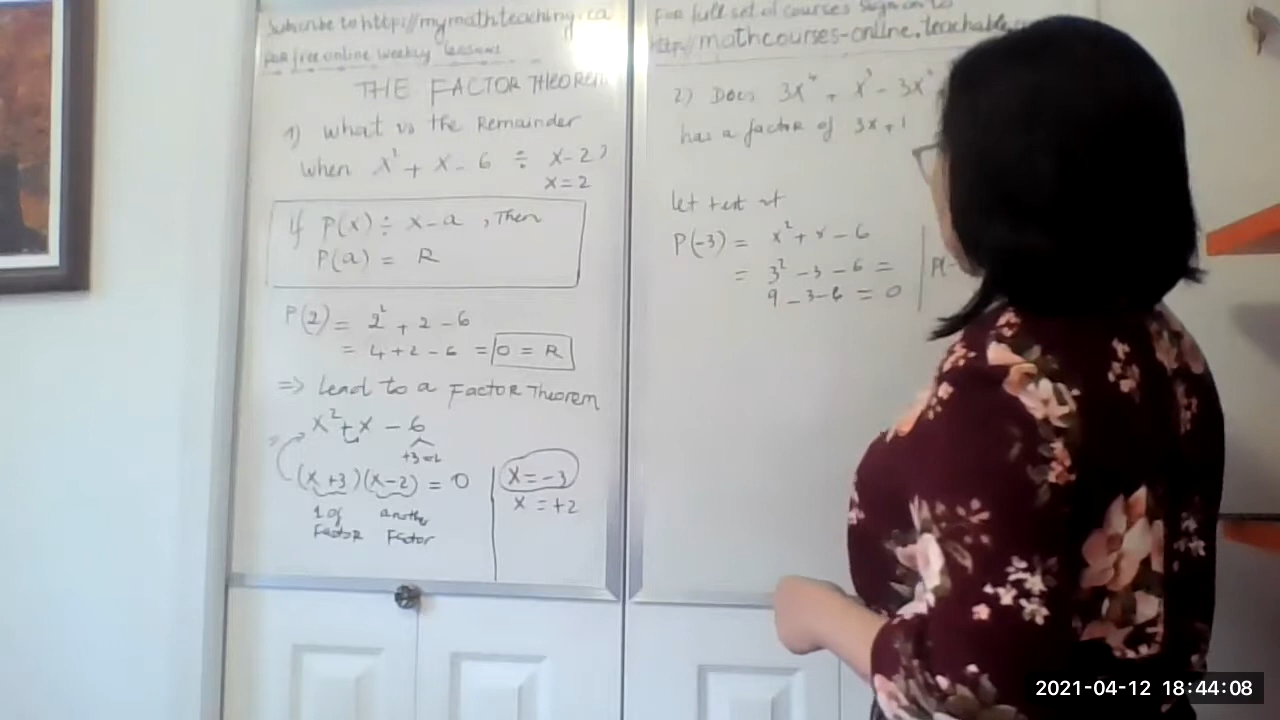 Subscribe to http://mymathteaching.ca
For free online weekly lessons
THE FACTOR THEOREM
1) what is the Remainder
when x² + x - 6 ÷ x-2?
x=2
if P(x) ÷ x-a, Then
P(a) = R
P(2) = 2² + 2 - 6
= 4+2-6 = 0 = R
⇒ Lead to a Factor Theorem
x² + x - 6
(x+3)(x-2) = 0
1 of Factor
another Factor
x = -3
x = +2
For full set of courses sign on to
http://mathcourses-online.teachable
2) Does 3x⁴ + x³ - 3x²
has a factor of 3x+1
let test at
P(-3) = x² + x - 6
= 3² - 3 - 6 =
9 - 3 - 6 = 0
P(-
2021-04-12 18:44:08